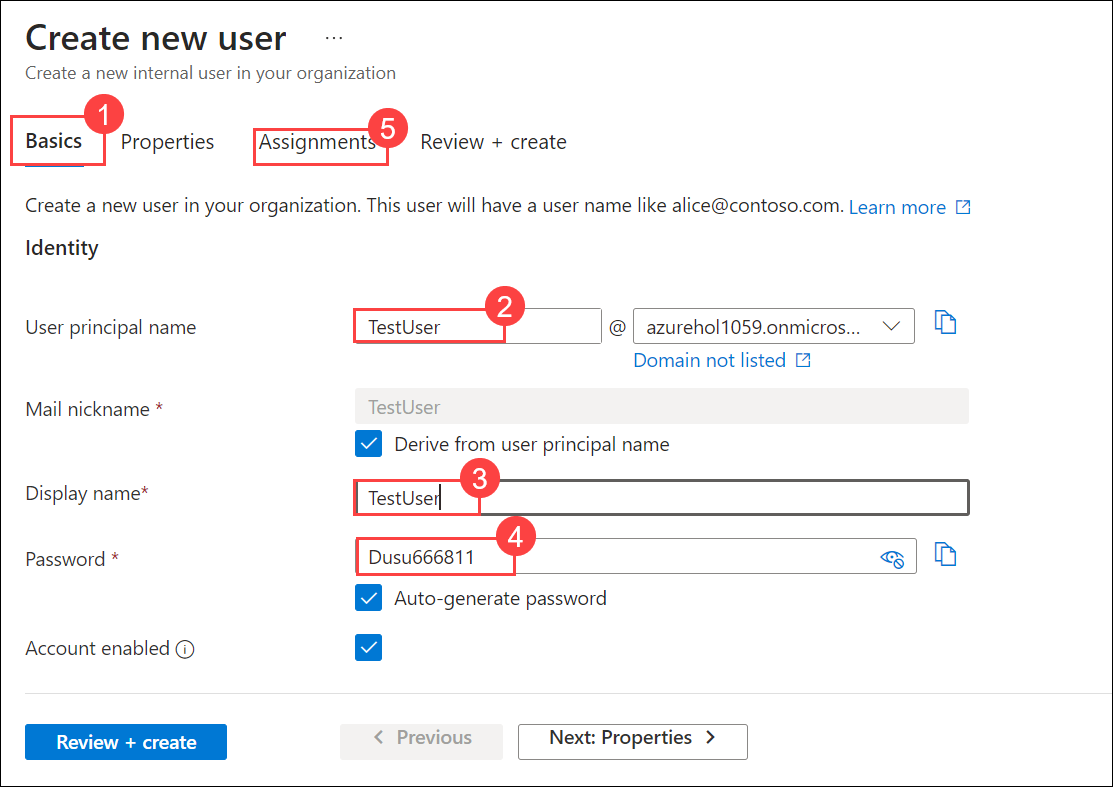 Create new user ...
Create a new internal user in your organization
1
5
Basics Properties Assignments Review + create
Create a new user in your organization. This user will have a user name like alice@contoso.com. Learn more
Identity
2
User principal name TestUser @ azurehol1059.onmicros...
Domain not listed
Mail nickname * TestUser
Derive from user principal name
3
Display name* TestUser
4
Password * Dusu666811
Auto-generate password
Account enabled
Review + create Previous Next: Properties